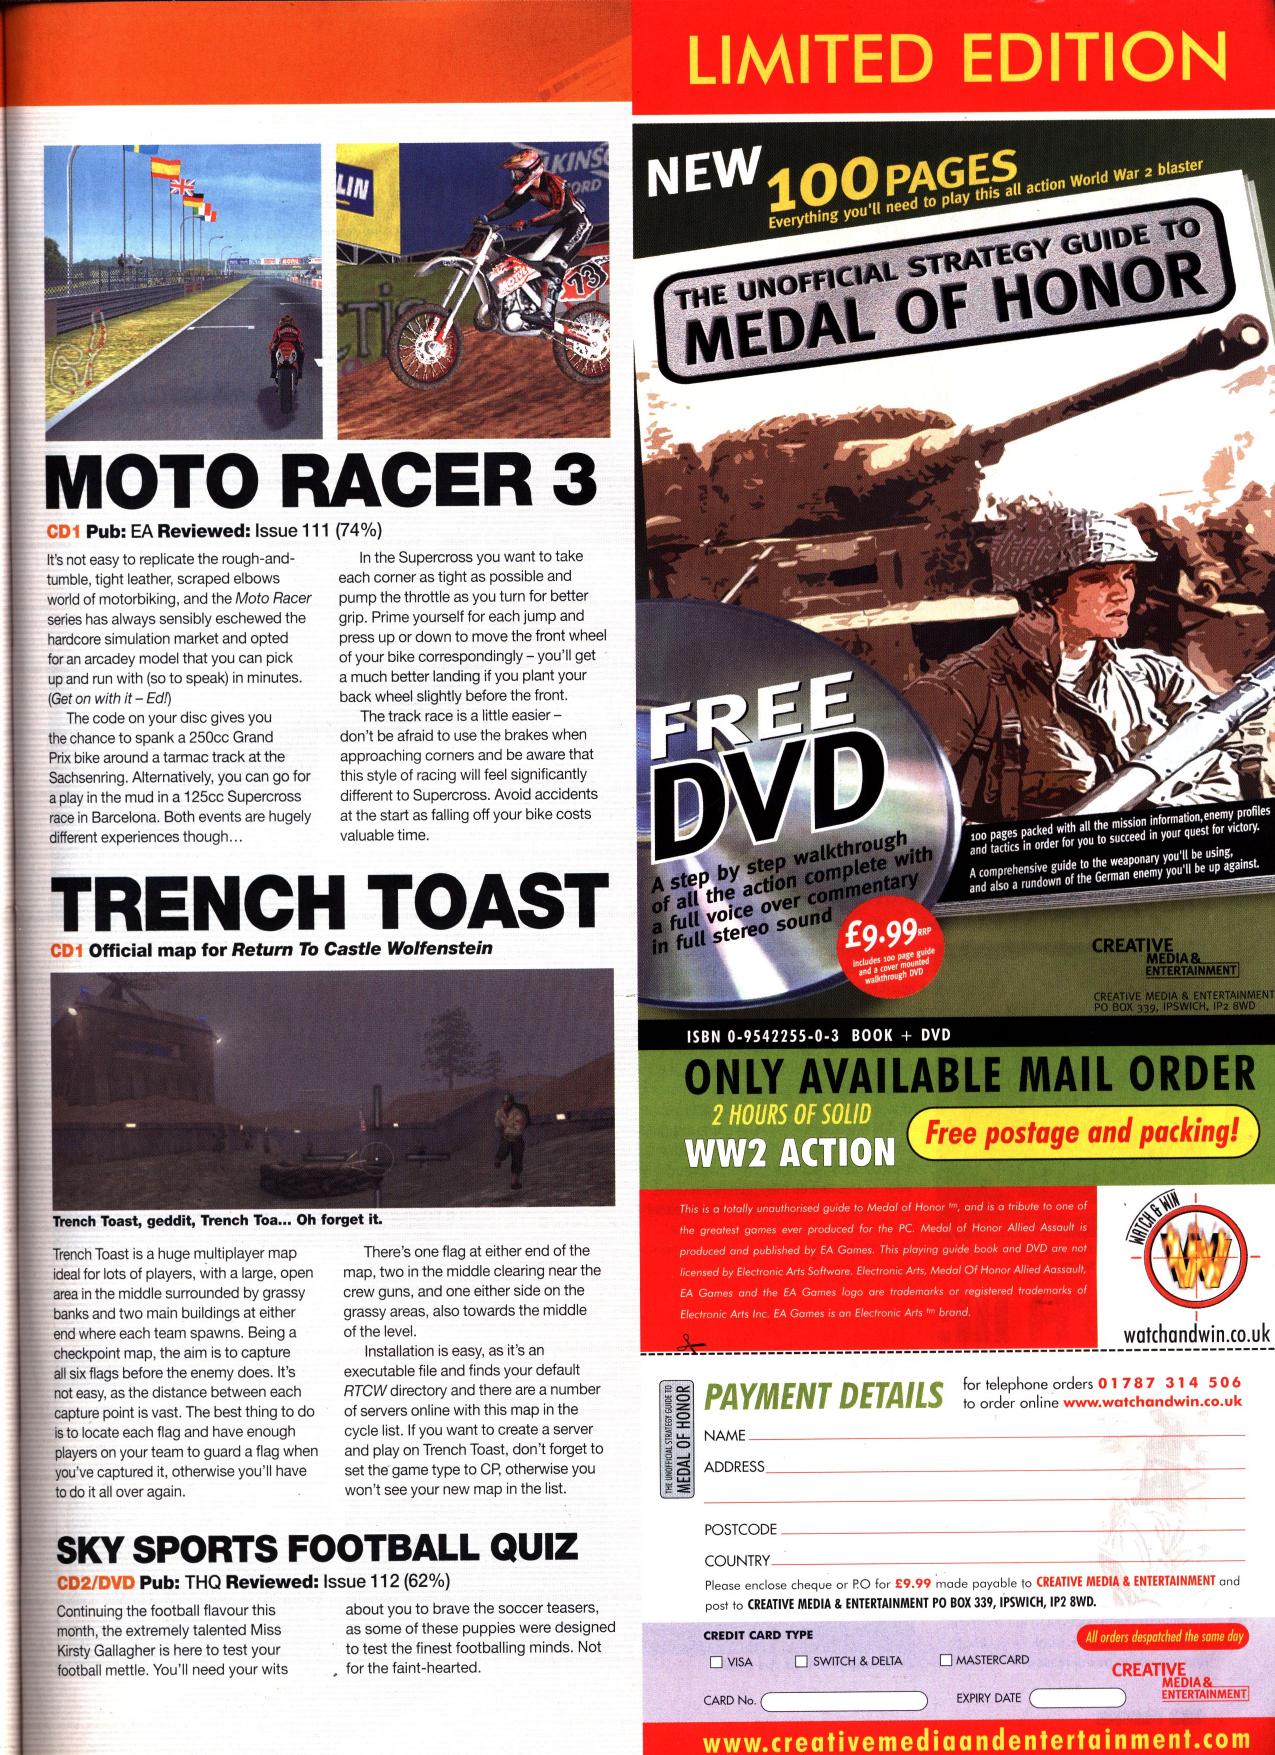 MOTO RACER 3
CD1 Pub: EA Reviewed: Issue 111 (74%)
It's not easy to replicate the rough-and-
tumble, tight leather, scraped elbows
world of motorbiking, and the Moto Racer
series has always sensibly eschewed the
hardcore simulation market and opted
for an arcadey model that you can pick
up and run with (so to speak) in minutes.
(Get on with it – Ed!)
The code on your disc gives you
the chance to spank a 250cc Grand
Prix bike around a tarmac track at the
Sachsenring. Alternatively, you can go for
a play in the mud in a 125cc Supercross
race in Barcelona. Both events are hugely
different experiences though...
In the Supercross you want to take
each corner as tight as possible and
pump the throttle as you turn for better
grip. Prime yourself for each jump and
press up or down to move the front wheel
of your bike correspondingly – you'll get
a much better landing if you plant your
back wheel slightly before the front.
The track race is a little easier –
don't be afraid to use the brakes when
approaching corners and be aware that
this style of racing will feel significantly
different to Supercross. Avoid accidents
at the start as falling off your bike costs
valuable time.
TRENCH TOAST
CD1 Official map for Return To Castle Wolfenstein
Trench Toast, geddit, Trench Toa... Oh forget it.
Trench Toast is a huge multiplayer map
ideal for lots of players, with a large, open
area in the middle surrounded by grassy
banks and two main buildings at either
end where each team spawns. Being a
checkpoint map, the aim is to capture
all six flags before the enemy does. It's
not easy, as the distance between each
capture point is vast. The best thing to do
is to locate each flag and have enough
players on your team to guard a flag when
you've captured it, otherwise you'll have
to do it all over again.
There's one flag at either end of the
map, two in the middle clearing near the
crew guns, and one either side on the
grassy areas, also towards the middle
of the level.
Installation is easy, as it's an
executable file and finds your default
RTCW directory and there are a number
of servers online with this map in the
cycle list. If you want to create a server
and play on Trench Toast, don't forget to
set the game type to CP, otherwise you
won't see your new map in the list.
SKY SPORTS FOOTBALL QUIZ
CD2/DVD Pub: THQ Reviewed: Issue 112 (62%)
Continuing the football flavour this
month, the extremely talented Miss
Kirsty Gallagher is here to test your
football mettle. You'll need your wits
about you to brave the soccer teasers,
as some of these puppies were designed
to test the finest footballing minds. Not
for the faint-hearted.
LIMITED EDITION
NEW 100 PAGES
Everything you'll need to play this all action World War 2 blaster
THE UNOFFICIAL STRATEGY GUIDE TO
MEDAL OF HONOR
FREE
DVD
A step by step walkthrough
of all the action complete with
a full voice over commentary
in full stereo sound
£9.99 RRP
includes 100 page guide
and a cover mounted
walkthrough DVD
100 pages packed with all the mission information, enemy profiles
and tactics in order for you to succeed in your quest for victory.
A comprehensive guide to the weaponary you'll be using,
and also a rundown of the German enemy you'll be up against.
CREATIVE
MEDIA &
ENTERTAINMENT
CREATIVE MEDIA & ENTERTAINMENT
PO BOX 339, IPSWICH, IP2 8WD
ISBN 0-9542255-0-3 BOOK + DVD
ONLY AVAILABLE MAIL ORDER
2 HOURS OF SOLID
WW2 ACTION
Free postage and packing!
This is a totally unauthorised guide to Medal of Honor ™, and is a tribute to one of
the greatest games ever produced for the PC. Medal of Honor Allied Assault is
produced and published by EA Games. This playing guide book and DVD are not
licensed by Electronic Arts Software. Electronic Arts, Medal Of Honor Allied Aassault,
EA Games and the EA Games logo are trademarks or registered trademarks of
Electronic Arts Inc. EA Games is an Electronic Arts ™ brand.
WATCH & WIN
WW!
watchandwin.co.uk
THE UNOFFICIAL STRATEGY GUIDE TO
MEDAL OF HONOR
PAYMENT DETAILS
for telephone orders 01787 314 506
to order online www.watchandwin.co.uk
NAME
ADDRESS
POSTCODE
COUNTRY
Please enclose cheque or P.O for £9.99 made payable to CREATIVE MEDIA & ENTERTAINMENT and
post to CREATIVE MEDIA & ENTERTAINMENT PO BOX 339, IPSWICH, IP2 8WD.
CREDIT CARD TYPE
All orders despatched the same day
VISA
SWITCH & DELTA
MASTERCARD
CARD No.
EXPIRY DATE
CREATIVE
MEDIA &
ENTERTAINMENT
www.creativemediaandentertainment.com